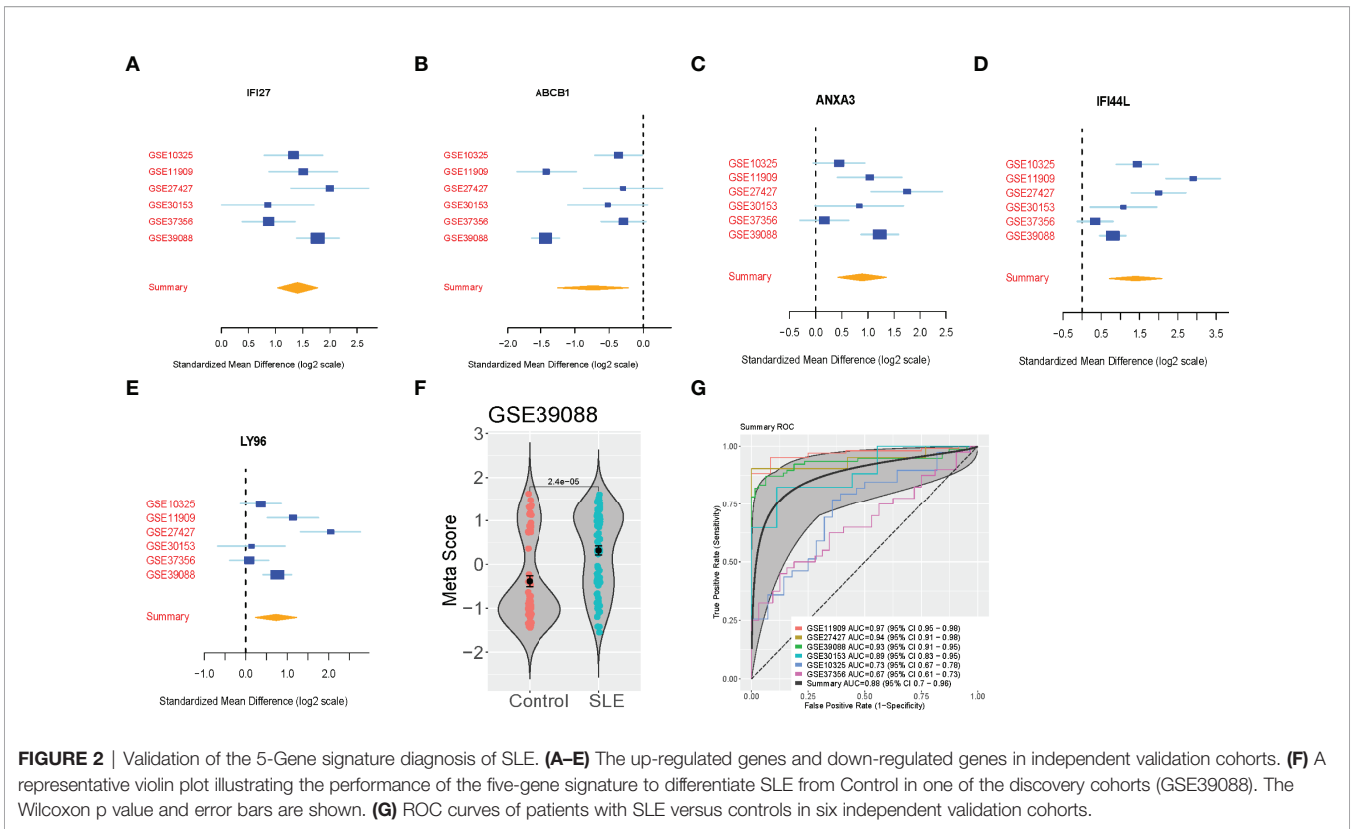 A
IFI27
GSE10325
GSE11909
GSE27427
GSE30153
GSE37356
GSE39088
Summary
0.0 0.5 1.0 1.5 2.0 2.5
Standardized Mean Difference (log2 scale)
B
ABCB1
GSE10325
GSE11909
GSE27427
GSE30153
GSE37356
GSE39088
Summary
−2.0 −1.5 −1.0 −0.5 0.0
Standardized Mean Difference (log2 scale)
C
ANXA3
GSE10325
GSE11909
GSE27427
GSE30153
GSE37356
GSE39088
Summary
−0.5 0.0 0.5 1.0 1.5 2.0 2.5
Standardized Mean Difference (log2 scale)
D
IFI44L
GSE10325
GSE11909
GSE27427
GSE30153
GSE37356
GSE39088
Summary
−0.5 0.5 1.5 2.5 3.5
Standardized Mean Difference (log2 scale)
E
LY96
GSE10325
GSE11909
GSE27427
GSE30153
GSE37356
GSE39088
Summary
−1.0 0.0 1.0 2.0
Standardized Mean Difference (log2 scale)
F
GSE39088
Meta Score
3
2
1
0
−1
−2
2.4e−05
Control SLE
G
Summary ROC
True Positive Rate (Sensitivity)
1.00
0.75
0.50
0.25
0.00
GSE11909 AUC=0.97 (95% CI 0.95 − 0.98)
GSE27427 AUC=0.94 (95% CI 0.91 − 0.98)
GSE39088 AUC=0.93 (95% CI 0.91 − 0.95)
GSE30153 AUC=0.89 (95% CI 0.83 − 0.95)
GSE10325 AUC=0.73 (95% CI 0.67 − 0.78)
GSE37356 AUC=0.67 (95% CI 0.61 − 0.73)
Summary AUC=0.88 (95% CI 0.7 − 0.96)
0.00 0.25 0.50 0.75 1.00
False Positive Rate (1−Specificity)
FIGURE 2 | Validation of the 5-Gene signature diagnosis of SLE. (A–E) The up-regulated genes and down-regulated genes in independent validation cohorts. (F) A
representative violin plot illustrating the performance of the five-gene signature to differentiate SLE from Control in one of the discovery cohorts (GSE39088). The
Wilcoxon p value and error bars are shown. (G) ROC curves of patients with SLE versus controls in six independent validation cohorts.